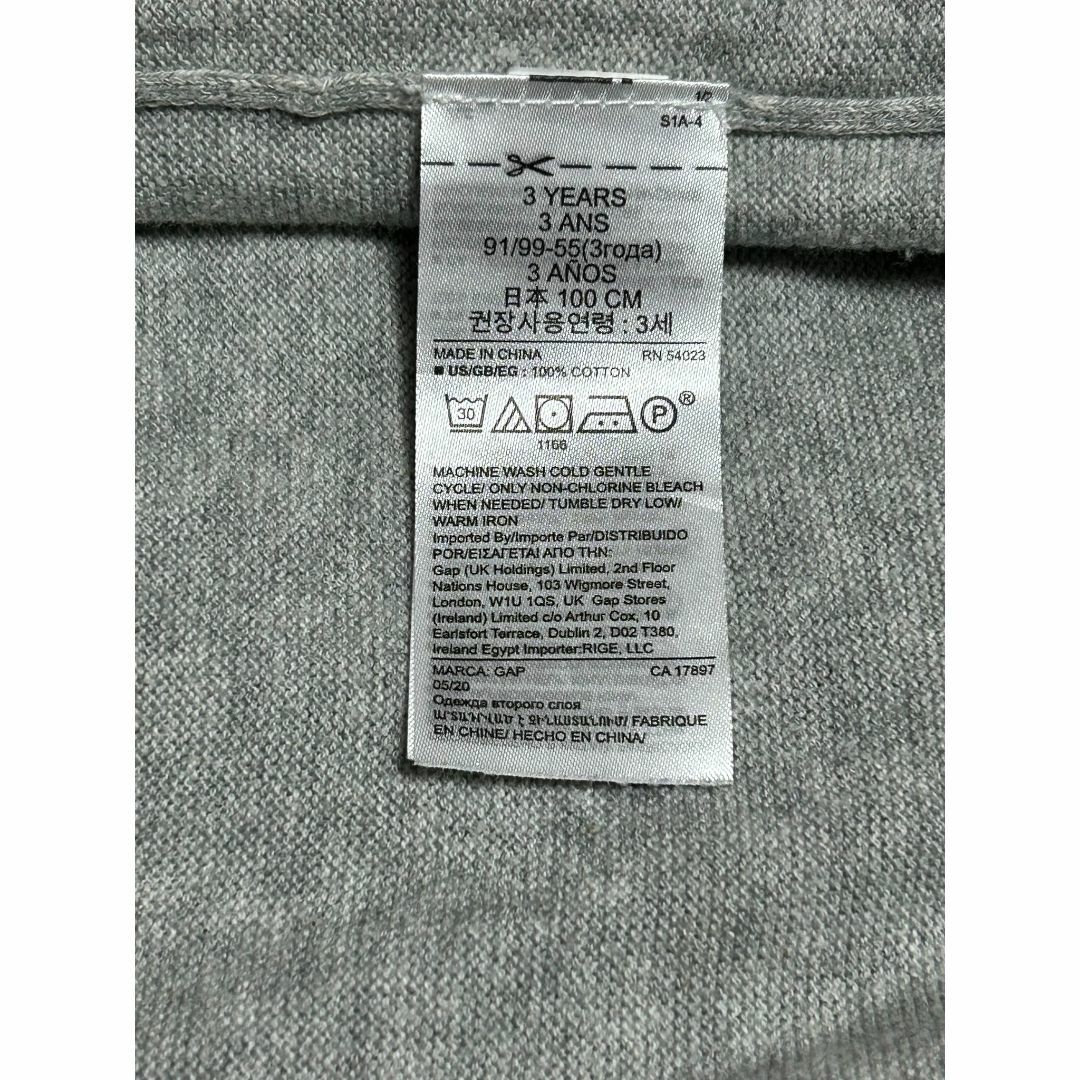 1/2
S1A-4
3 YEARS
3 ANS
91/99-55(3года)
3 AÑOS
日本 100 CM
권장사용연령 : 3세
MADE IN CHINA RN 54023
■ US/GB/EG : 100% COTTON
30 P ®
1166
MACHINE WASH COLD GENTLE
CYCLE/ ONLY NON-CHLORINE BLEACH
WHEN NEEDED/ TUMBLE DRY LOW/
WARM IRON
Imported By/Importe Par/DISTRIBUIDO
POR/ΕΙΣΑΓΕΤΑΙ ΑΠΟ ΤΗΝ:
Gap (UK Holdings) Limited, 2nd Floor
Nations House, 103 Wigmore Street,
London, W1U 1QS, UK Gap Stores
(Ireland) Limited c/o Arthur Cox, 10
Earlsfort Terrace, Dublin 2, D02 T380,
Ireland Egypt Importer:RIGE, LLC
MARCA: GAP CA 17897
05/20
Одежда второго слоя
ԱՐՏԱԴՐՎԱԾ Է ՉԻՆԱՍՏԱՆՈՒՄ/ FABRIQUE
EN CHINE/ HECHO EN CHINA/